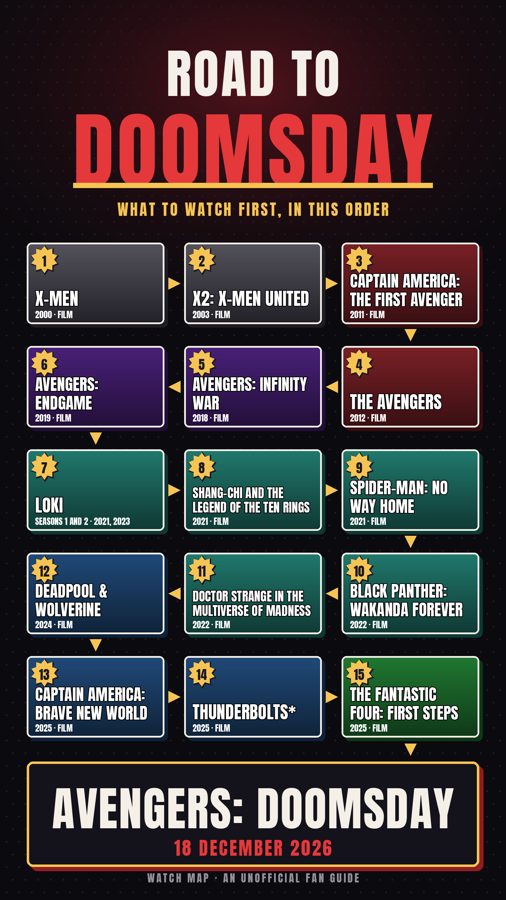 ROAD TO
DOOMSDAY
WHAT TO WATCH FIRST, IN THIS ORDER
1
X-MEN
2000 · FILM
2
X2: X-MEN UNITED
2003 · FILM
3
CAPTAIN AMERICA:
THE FIRST AVENGER
2011 · FILM
4
THE AVENGERS
2012 · FILM
5
AVENGERS: INFINITY
WAR
2018 · FILM
6
AVENGERS:
ENDGAME
2019 · FILM
7
LOKI
SEASONS 1 AND 2 · 2021, 2023
8
SHANG-CHI AND THE
LEGEND OF THE TEN RINGS
2021 · FILM
9
SPIDER-MAN: NO
WAY HOME
2021 · FILM
10
BLACK PANTHER:
WAKANDA FOREVER
2022 · FILM
11
DOCTOR STRANGE IN THE
MULTIVERSE OF MADNESS
2022 · FILM
12
DEADPOOL &
WOLVERINE
2024 · FILM
13
CAPTAIN AMERICA:
BRAVE NEW WORLD
2025 · FILM
14
THUNDERBOLTS*
2025 · FILM
15
THE FANTASTIC
FOUR: FIRST STEPS
2025 · FILM
AVENGERS: DOOMSDAY
18 DECEMBER 2026
WATCH MAP · AN UNOFFICIAL FAN GUIDE